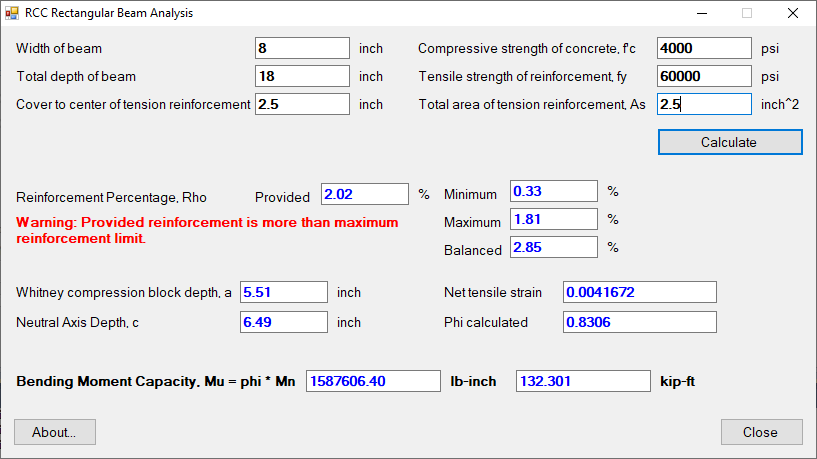 RCC Rectangular Beam Analysis
Width of beam 8 inch Compressive strength of concrete, f'c 4000 psi
Total depth of beam 18 inch Tensile strength of reinforcement, fy 60000 psi
Cover to center of tension reinforcement 2.5 inch Total area of tension reinforcement, As 2.5 inch^2
Calculate
Reinforcement Percentage, Rho Provided 2.02 % Minimum 0.33 %
Warning: Provided reinforcement is more than maximum Maximum 1.81 %
reinforcement limit.
Balanced 2.85 %
Whitney compression block depth, a 5.51 inch Net tensile strain 0.0041672
Neutral Axis Depth, c 6.49 inch Phi calculated 0.8306
Bending Moment Capacity, Mu = phi * Mn 1587606.40 lb-inch 132.301 kip-ft
About... Close